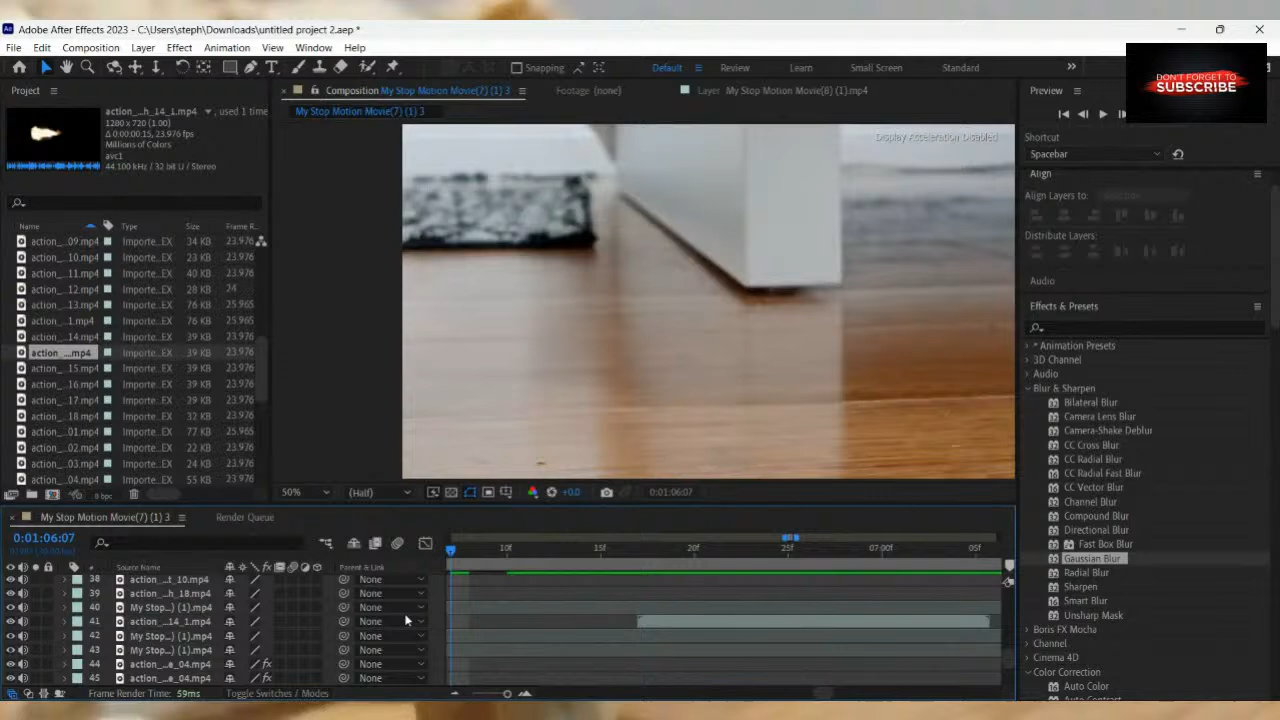 Adobe After Effects 2023 - C:\Users\steph\Downloads\untitled project 2.aep *
File Edit Composition Layer Effect Animation View Window Help
Snapping Default Review Learn Small Screen Standard
DON'T FORGET TO
SUBSCRIBE
Project
Composition My Stop Motion Movie(7) (1) 3 Footage (none) Layer My Stop Motion Movie(8) (1).mp4
Preview
My Stop Motion Movie(7) (1) 3
action_...h_14_1.mp4 , used 1 time
1280 x 720 (1.00)
Δ 0:00:00:15, 23.976 fps
Millions of Colors
avc1
44.100 kHz / 32 bit U / Stereo
Display Acceleration Disabled
Shortcut
Spacebar
Align
Align Layers to:
Distribute Layers:
Audio
Effects & Presets
Name Type Size Frame R...
action_...09.mp4 Importe...EX 34 KB 23.976
action_...10.mp4 Importe...EX 23 KB 23.976
action_...11.mp4 Importe...EX 40 KB 23.976
action_...12.mp4 Importe...EX 28 KB 24
action_...13.mp4 Importe...EX 76 KB 25.965
action_...1.mp4 Importe...EX 76 KB 25.965
action_...14.mp4 Importe...EX 39 KB 23.976
action_...mp4 Importe...EX 39 KB 23.976
action_...15.mp4 Importe...EX 39 KB 23.976
action_...16.mp4 Importe...EX 39 KB 23.976
action_...17.mp4 Importe...EX 39 KB 23.976
action_...18.mp4 Importe...EX 32 KB 23.976
action_...01.mp4 Importe...EX 77 KB 25.965
action_...02.mp4 Importe...EX 22 KB 23.976
action_...03.mp4 Importe...EX 24 KB 23.976
action_...04.mp4 Importe...EX 55 KB 23.976
8 bpc
* Animation Presets
3D Channel
Audio
Blur & Sharpen
Bilateral Blur
Camera Lens Blur
Camera-Shake Deblur
CC Cross Blur
CC Radial Blur
CC Radial Fast Blur
CC Vector Blur
Channel Blur
Compound Blur
Directional Blur
Fast Box Blur
Gaussian Blur
Radial Blur
Sharpen
Smart Blur
Unsharp Mask
Boris FX Mocha
Channel
Cinema 4D
Color Correction
Auto Color
Auto Contrast
50% (Half) +0.0 0:01:06:07
My Stop Motion Movie(7) (1) 3 Render Queue
0:01:06:07
10f 15f 20f 25f 07:00f 05f
# Source Name Parent & Link
38 action_...t_10.mp4 None
39 action_...h_18.mp4 None
40 My Stop...) (1).mp4 None
41 action_...14_1.mp4 None
42 My Stop...) (1).mp4 None
43 My Stop...) (1).mp4 None
44 action_...e_04.mp4 fx None
45 action_...e_04.mp4 fx None
Frame Render Time: 59ms Toggle Switches / Modes